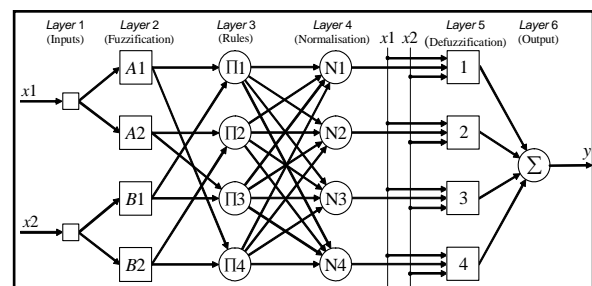 Layer 1 Layer 2 Layer 3 Layer 4 x1 x2 Layer 5 Layer 6
(Inputs) (Fuzzification) (Rules) (Normalisation) (Defuzzification) (Output)
x1
A1 Π1 N1 1
A2 Π2 N2 2
y
Σ
B1 Π3 N3 3
x2
B2 Π4 N4 4